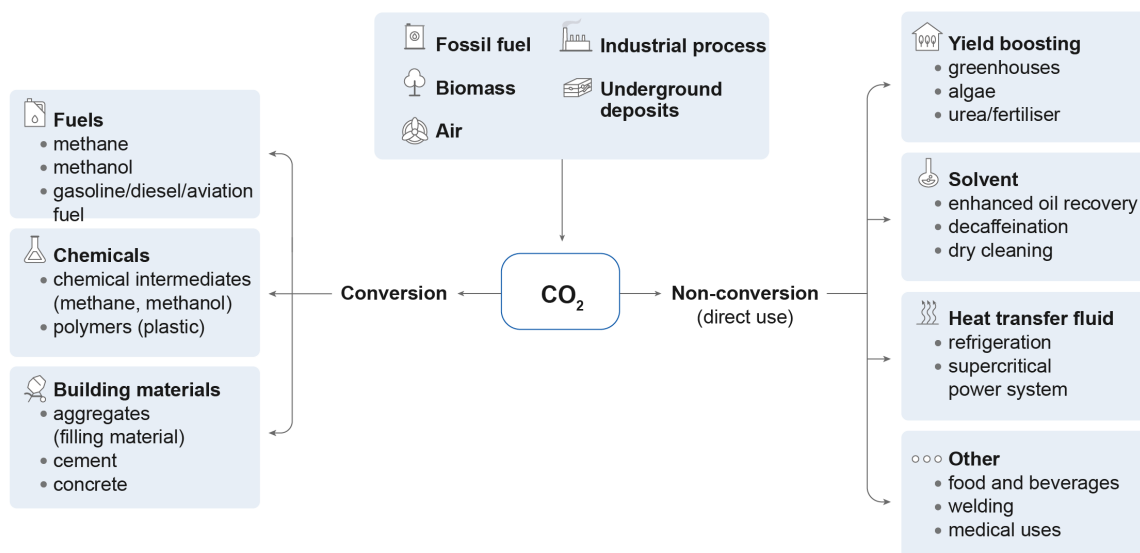 Fossil fuel
Industrial process
Biomass
Underground
deposits
Air
Fuels
• methane
• methanol
• gasoline/diesel/aviation
fuel
Chemicals
• chemical intermediates
(methane, methanol)
• polymers (plastic)
Building materials
• aggregates
(filling material)
• cement
• concrete
Conversion
CO₂
Non-conversion
(direct use)
Yield boosting
• greenhouses
• algae
• urea/fertiliser
Solvent
• enhanced oil recovery
• decaffeination
• dry cleaning
Heat transfer fluid
• refrigeration
• supercritical
power system
Other
• food and beverages
• welding
• medical uses